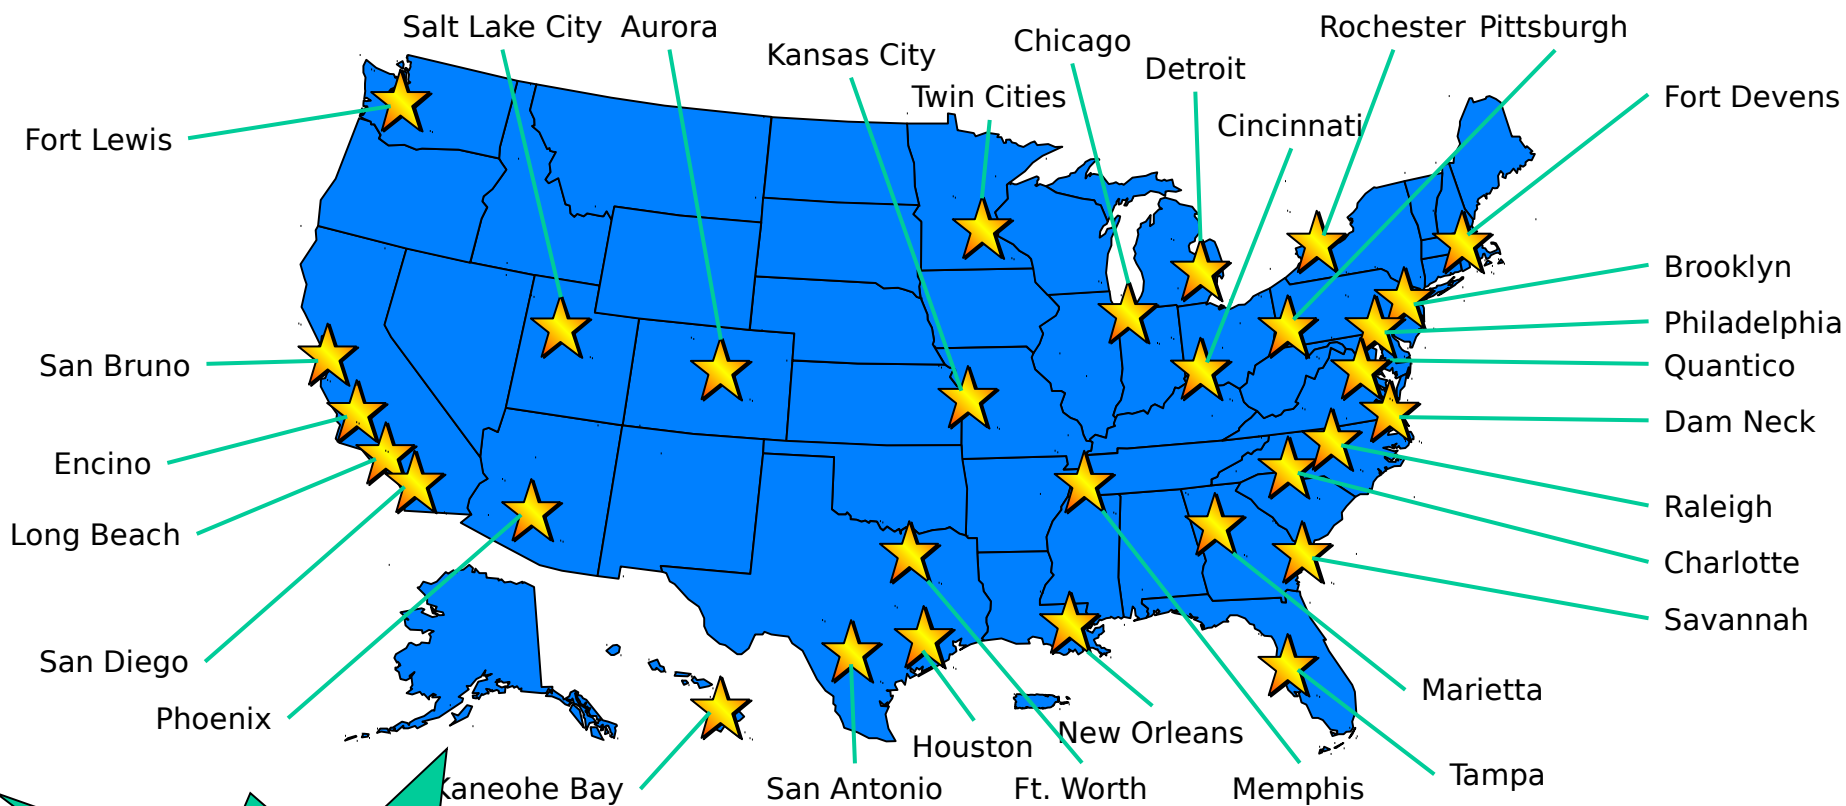 Salt Lake City
Aurora
Kansas City
Chicago
Rochester
Pittsburgh
Detroit
Twin Cities
Cincinnati
Fort Devens
Fort Lewis
Brooklyn
Philadelphia
San Bruno
Quantico
Dam Neck
Encino
Raleigh
Long Beach
Charlotte
Savannah
San Diego
Marietta
Phoenix
New Orleans
Houston
Tampa
Kaneohe Bay
San Antonio
Ft. Worth
Memphis